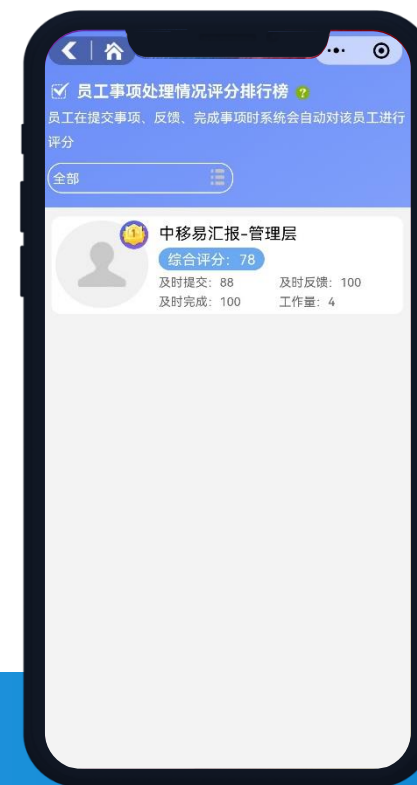 员工事项处理情况评分排行榜 ?
员工在提交事项、反馈、完成事项时系统会自动对该员工进行
评分
全部
1
中移易汇报-管理层
综合评分: 78
及时提交: 88 及时反馈: 100
及时完成: 100 工作量: 4